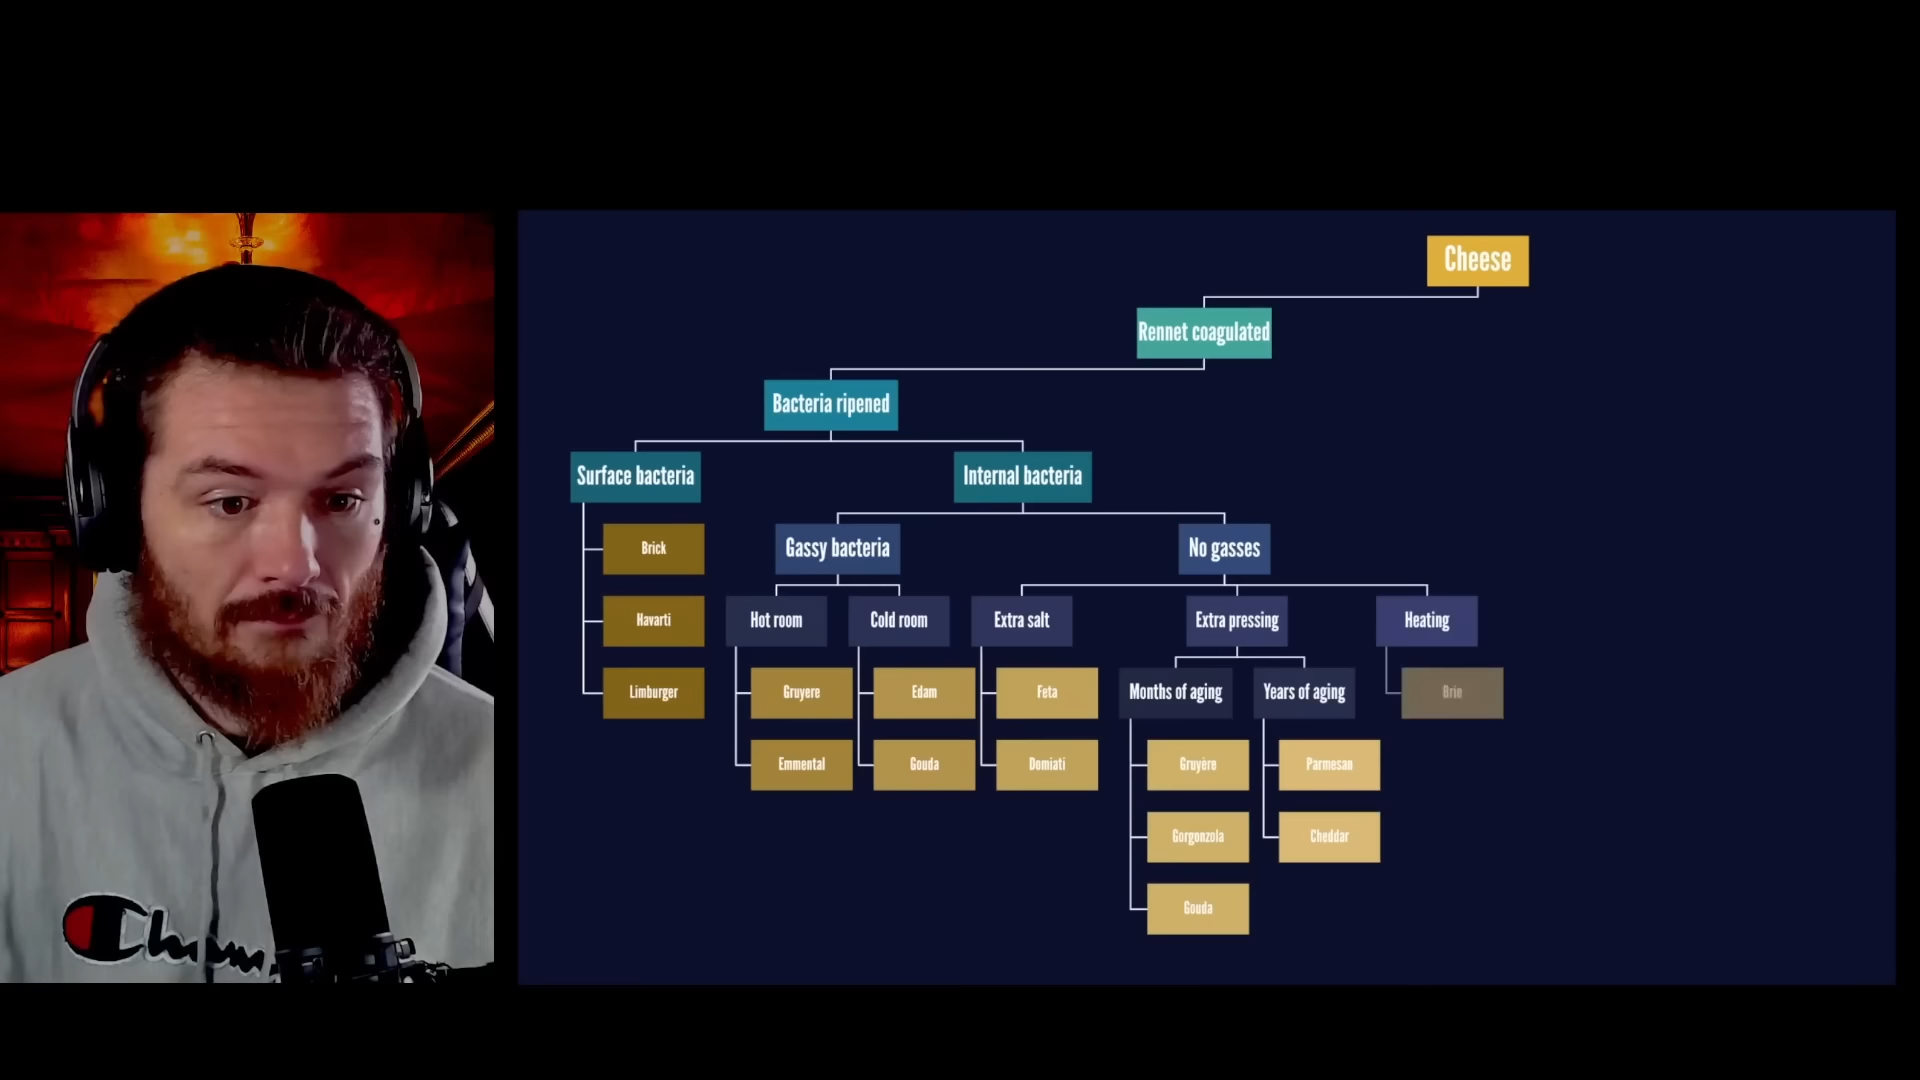 Cheese
Rennet coagulated
Bacteria ripened
Surface bacteria
Internal bacteria
Brick
Gassy bacteria
No gasses
Havarti
Hot room
Cold room
Extra salt
Extra pressing
Heating
Limburger
Gruyere
Edam
Feta
Months of aging
Years of aging
Brie
Emmental
Gouda
Domiati
Gruyère
Parmesan
Gorgonzola
Cheddar
Gouda